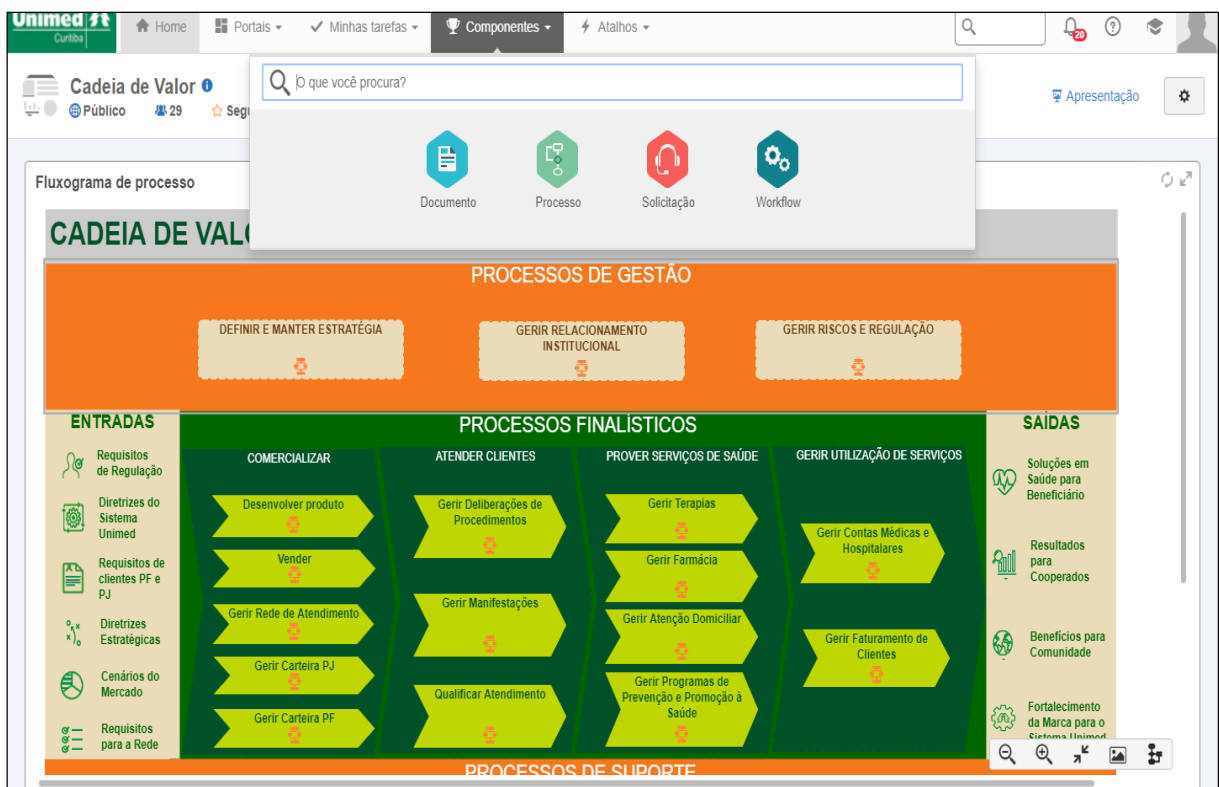 Unimed
Curitiba
Home
Portais
Minhas tarefas
Componentes
Atalhos
20
Cadeia de Valor
Público
29
Segu
O que você procura?
Apresentação
Documento
Processo
Solicitação
Workflow
Fluxograma de processo
CADEIA DE VALO
PROCESSOS DE GESTÃO
DEFINIR E MANTER ESTRATÉGIA
GERIR RELACIONAMENTO
INSTITUCIONAL
GERIR RISCOS E REGULAÇÃO
ENTRADAS
Requisitos
de Regulação
Diretrizes do
Sistema
Unimed
Requisitos de
clientes PF e
PJ
Diretrizes
Estratégicas
Cenários do
Mercado
Requisitos
para a Rede
PROCESSOS FINALÍSTICOS
COMERCIALIZAR
Desenvolver produto
Vender
Gerir Rede de Atendimento
Gerir Carteira PJ
Gerir Carteira PF
ATENDER CLIENTES
Gerir Deliberações de
Procedimentos
Gerir Manifestações
Qualificar Atendimento
PROVER SERVIÇOS DE SAÚDE
Gerir Terapias
Gerir Farmácia
Gerir Atenção Domiciliar
Gerir Programas de
Prevenção e Promoção à
Saúde
GERIR UTILIZAÇÃO DE SERVIÇOS
Gerir Contas Médicas e
Hospitalares
Gerir Faturamento de
Clientes
SAÍDAS
Soluções em
Saúde para
Beneficiário
Resultados
para
Cooperados
Benefícios para
Comunidade
Fortalecimento
da Marca para o
Sistema Unimed
PROCESSOS DE SUPORTE